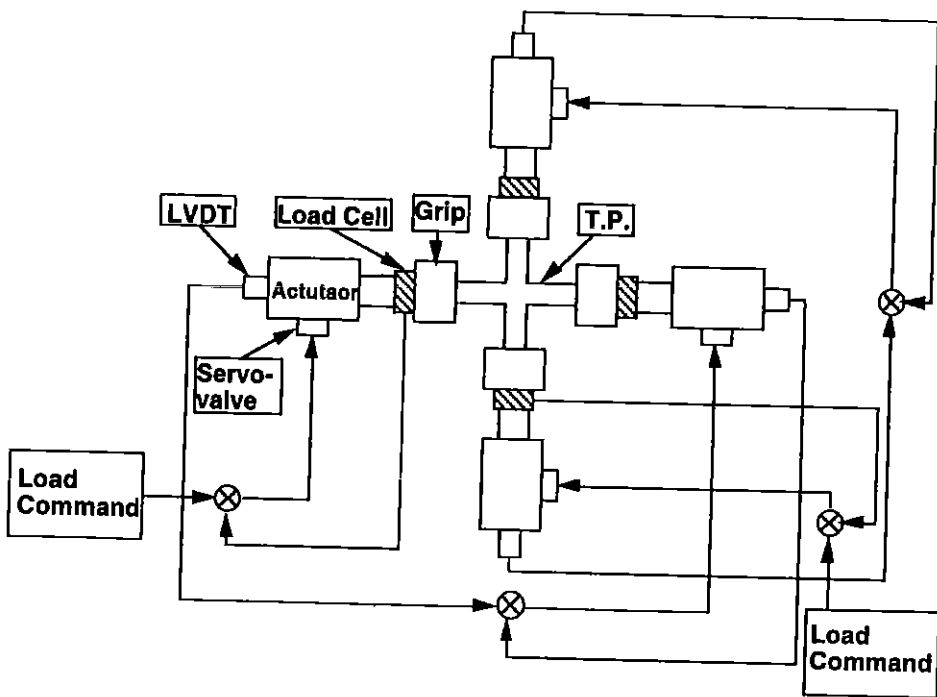 LVDT
Load Cell
Grip
T.P.
Actutaor
Servo-
valve
Load
Command
Load
Command